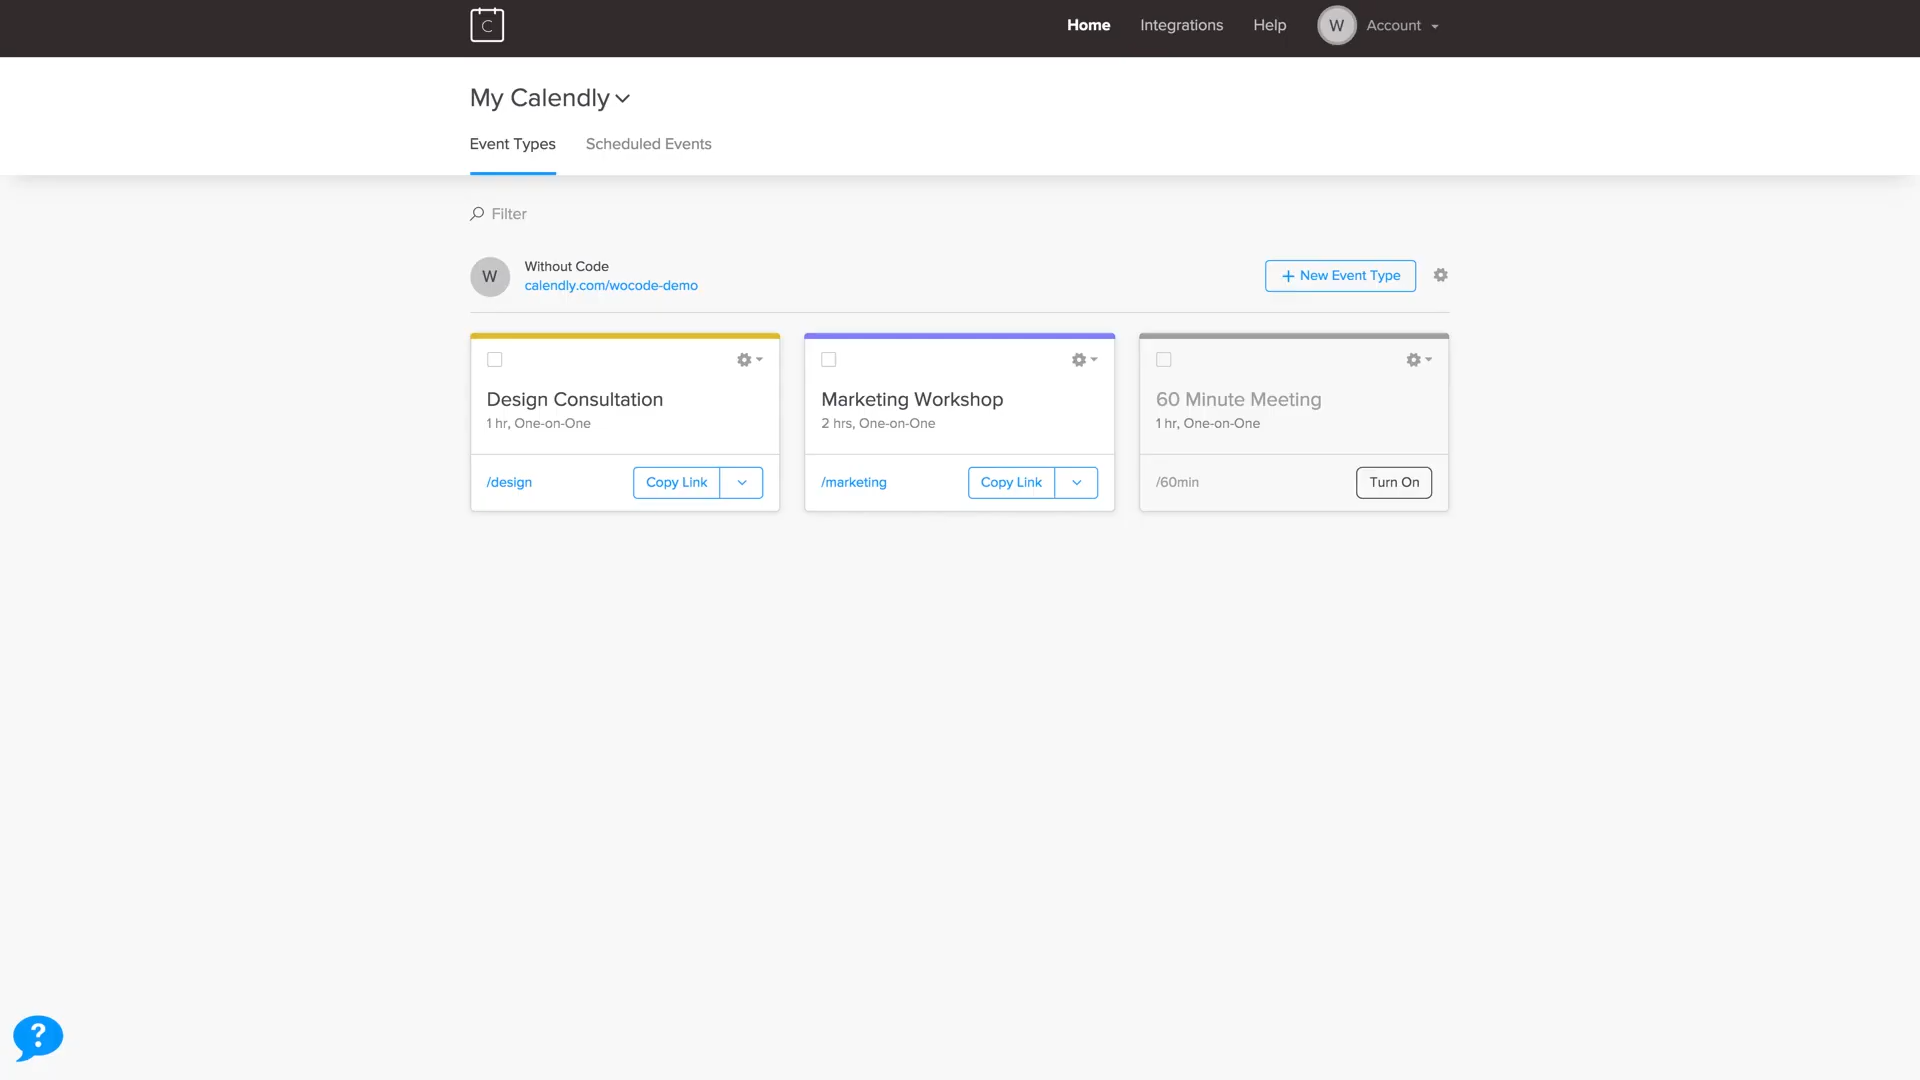 C
Home
Integrations
Help
W
Account
My Calendly
Event Types
Scheduled Events
Filter
W
Without Code
calendly.com/wocode-demo
+ New Event Type
Design Consultation
1 hr, One-on-One
/design
Copy Link
Marketing Workshop
2 hrs, One-on-One
/marketing
Copy Link
60 Minute Meeting
1 hr, One-on-One
/60min
Turn On
?